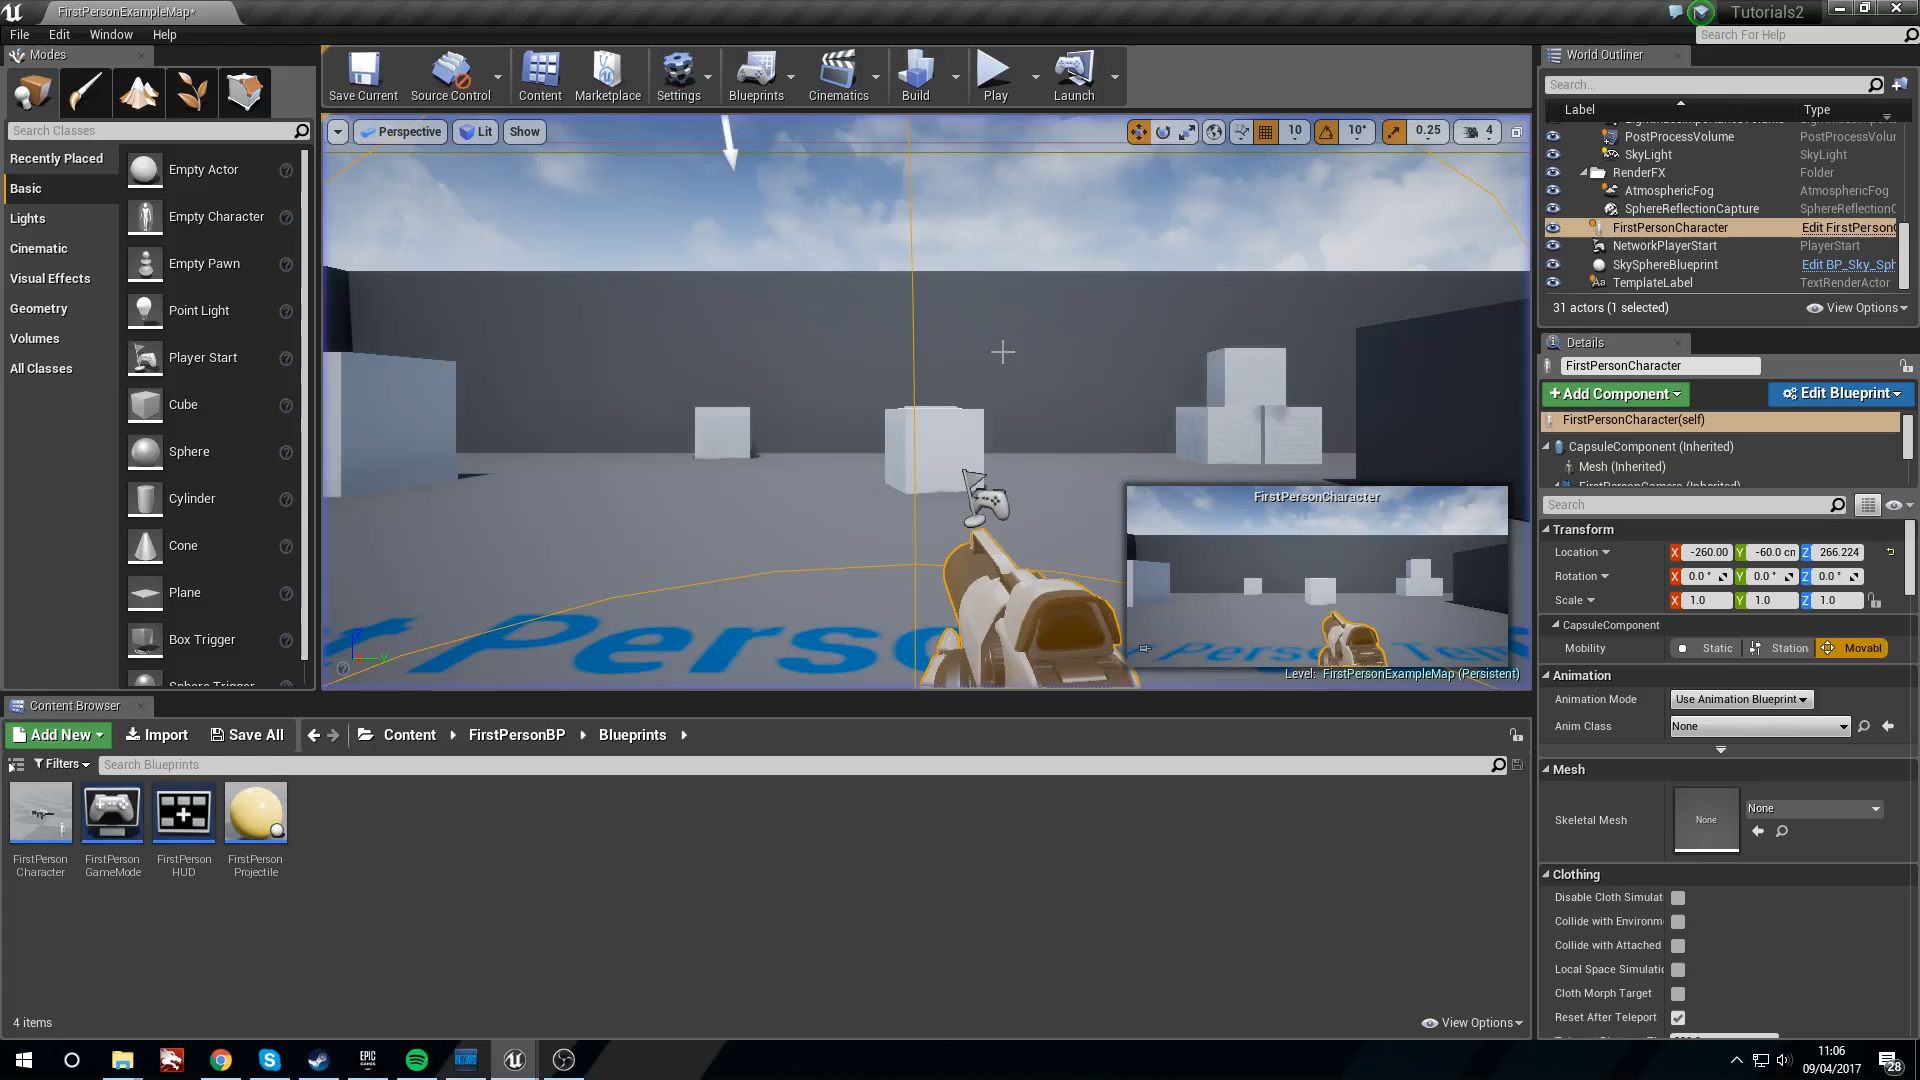 FirstPersonExampleMap*
Tutorials2
File Edit Window Help
Search For Help
Modes
Search Classes
Recently Placed
Basic
Lights
Cinematic
Visual Effects
Geometry
Volumes
All Classes
Empty Actor
Empty Character
Empty Pawn
Point Light
Player Start
Cube
Sphere
Cylinder
Cone
Plane
Box Trigger
Sphere Trigger
Save Current
Source Control
Content
Marketplace
Settings
Blueprints
Cinematics
Build
Play
Launch
Perspective
Lit
Show
10
10°
0.25
4
FirstPersonCharacter
Level: FirstPersonExampleMap (Persistent)
World Outliner
Search...
Label Type
PostProcessVolume PostProcessVolur
SkyLight SkyLight
RenderFX Folder
AtmosphericFog AtmosphericFog
SphereReflectionCapture SphereReflectionC
FirstPersonCharacter Edit FirstPersonC
NetworkPlayerStart PlayerStart
SkySphereBlueprint Edit BP_Sky_Sph
TemplateLabel TextRenderActor
31 actors (1 selected)
View Options
Details
FirstPersonCharacter
+Add Component
Edit Blueprint
FirstPersonCharacter(self)
CapsuleComponent (Inherited)
Mesh (Inherited)
FirstPersonCamera (Inherited)
Search
Transform
Location X -260.00 Y -60.0 cm Z 266.224
Rotation X 0.0 ° Y 0.0 ° Z 0.0 °
Scale X 1.0 Y 1.0 Z 1.0
CapsuleComponent
Mobility Static Station Movabl
Animation
Animation Mode Use Animation Blueprint
Anim Class None
Mesh
Skeletal Mesh None None
Clothing
Disable Cloth Simulat
Collide with Environm
Collide with Attached
Local Space Simulatic
Cloth Morph Target
Reset After Teleport
Content Browser
Add New
Import
Save All
Content
FirstPersonBP
Blueprints
Filters
Search Blueprints
FirstPerson
Character
FirstPerson
GameMode
FirstPerson
HUD
FirstPerson
Projectile
4 items
View Options
EPIC
GAMES
11:06
09/04/2017
28